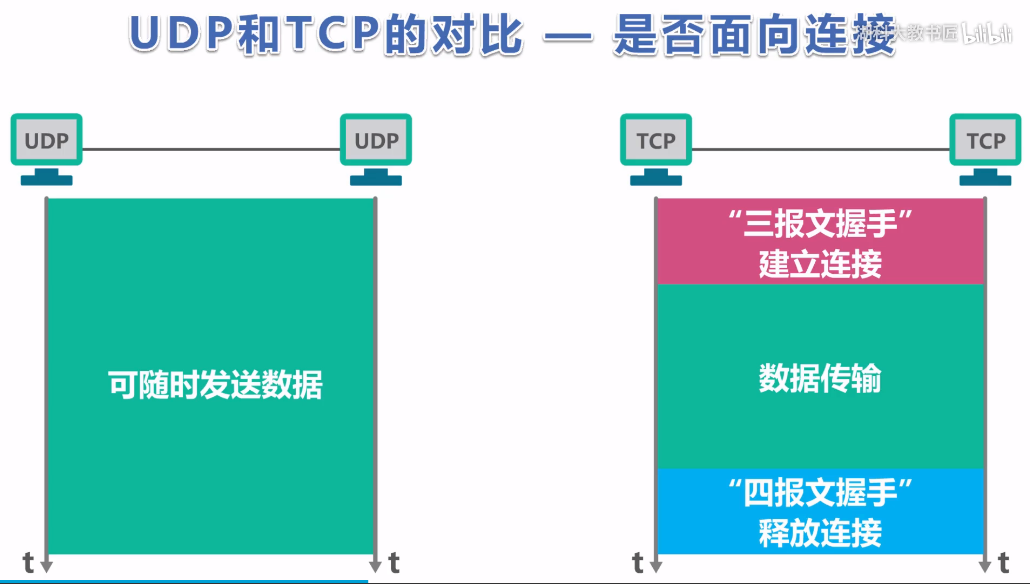 UDP和TCP的对比 — 是否面向连接
湖科大教书匠 bilibili
UDP
UDP
TCP
TCP
可随时发送数据
“三报文握手”
建立连接
数据传输
“四报文握手”
释放连接
t
t
t
t